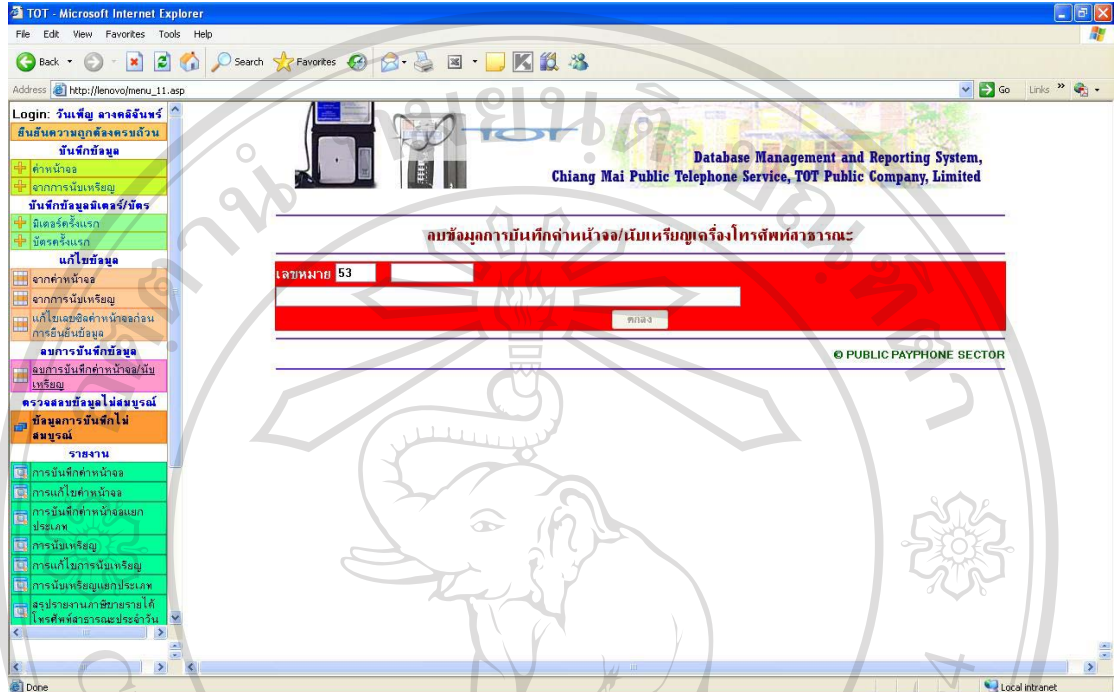 TOT - Microsoft Internet Explorer
File Edit View Favorites Tools Help
Back Search Favorites
Address http://lenovo/menu_11.asp Go Links »
Login: วันเพ็ญ
ยืนยันความถูกต้องครบถ้วน
บันทึกข้อมูล
ค่าหน้าจอ
จากการนับเหรียญ
บันทึกข้อมูลมิเตอร์/บัตร
มิเตอร์ครั้งแรก
บัตรครั้งแรก
แก้ไขข้อมูล
จากค่าหน้าจอ
จากการนับเหรียญ
แก้ไขเลขซีลค่าหน้าจอก่อน
การยืนยันข้อมูล
ลบการบันทึกข้อมูล
ลบการบันทึกค่าหน้าจอ/นับ
เหรียญ
ตรวจสอบข้อมูลไม่สมบูรณ์
ข้อมูลการบันทึกไม่
สมบูรณ์
รายงาน
การบันทึกค่าหน้าจอ
การแก้ไขค่าหน้าจอ
การบันทึกค่าหน้าจอแยก
ประเภท
การนับเหรียญ
การแก้ไขการนับเหรียญ
การนับเหรียญแยกประเภท
สรุปรายงานภาษีขายรายได้
โทรศัพท์สาธารณะประจำวัน
TOT
Database Management and Reporting System,
Chiang Mai Public Telephone Service, TOT Public Company, Limited
ลบข้อมูลการบันทึกค่าหน้าจอ/นับเหรียญเครื่องโทรศัพท์สาธารณะ
เลขหมาย 53
ตกลง
© PUBLIC PAYPHONE SECTOR
Done Local intranet